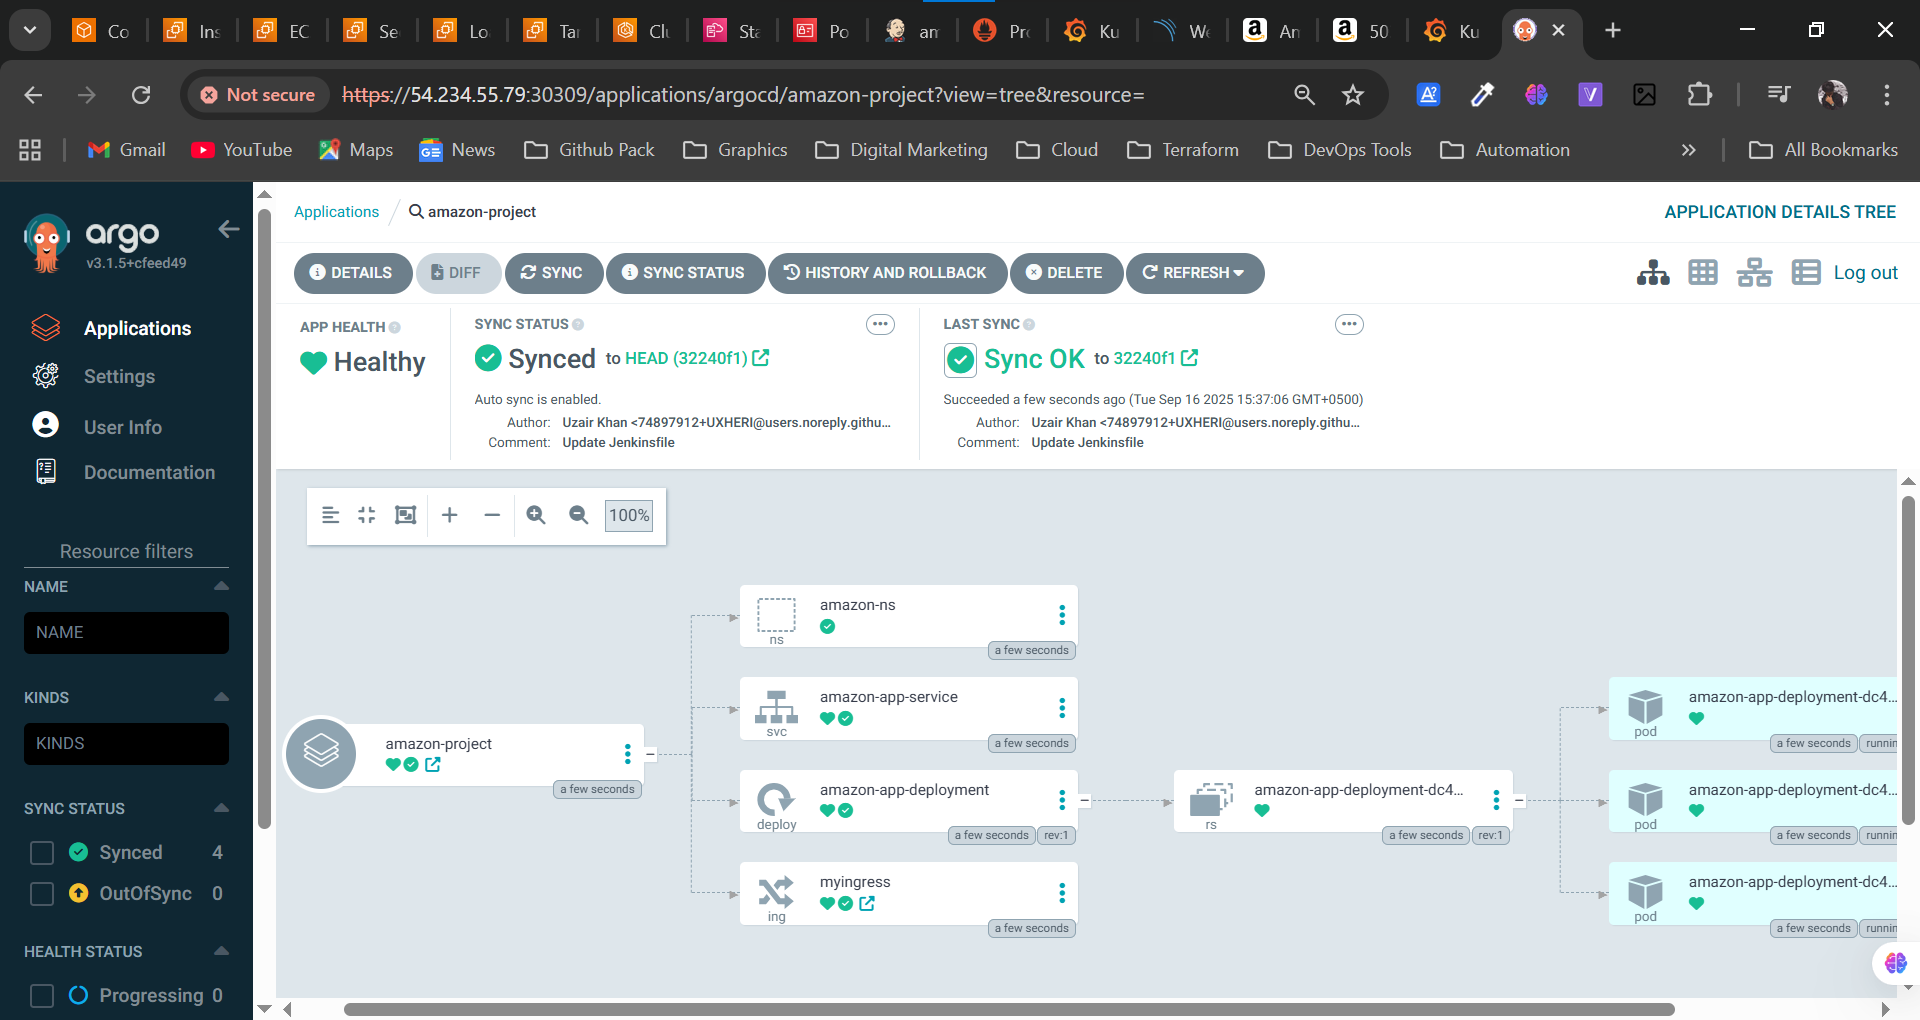 Co
Ins
EC
Se
Lo
Tar
Clu
Sta
Po
am
Pro
Ku
We
Am
50
Ku
Not secure
https://54.234.55.79:30309/applications/argocd/amazon-project?view=tree&resource=
Gmail
YouTube
Maps
News
Github Pack
Graphics
Digital Marketing
Cloud
Terraform
DevOps Tools
Automation
All Bookmarks
argo
v3.1.5+cfeed49
Applications
Settings
User Info
Documentation
Resource filters
NAME
NAME
KINDS
KINDS
SYNC STATUS
Synced 4
OutOfSync 0
HEALTH STATUS
Progressing 0
Applications / amazon-project
APPLICATION DETAILS TREE
DETAILS
DIFF
SYNC
SYNC STATUS
HISTORY AND ROLLBACK
DELETE
REFRESH
Log out
APP HEALTH
Healthy
SYNC STATUS
Synced to HEAD (32240f1)
Auto sync is enabled.
Author: Uzair Khan <74897912+UXHERI@users.noreply.githu...
Comment: Update Jenkinsfile
LAST SYNC
Sync OK to 32240f1
Succeeded a few seconds ago (Tue Sep 16 2025 15:37:06 GMT+0500)
Author: Uzair Khan <74897912+UXHERI@users.noreply.githu...
Comment: Update Jenkinsfile
100%
amazon-project
a few seconds
amazon-ns
ns
a few seconds
amazon-app-service
svc
a few seconds
amazon-app-deployment
deploy
a few seconds
rev:1
myingress
ing
a few seconds
amazon-app-deployment-dc4...
rs
a few seconds
rev:1
amazon-app-deployment-dc4...
pod
a few seconds
runnin
amazon-app-deployment-dc4...
pod
a few seconds
runnin
amazon-app-deployment-dc4...
pod
a few seconds
runnin